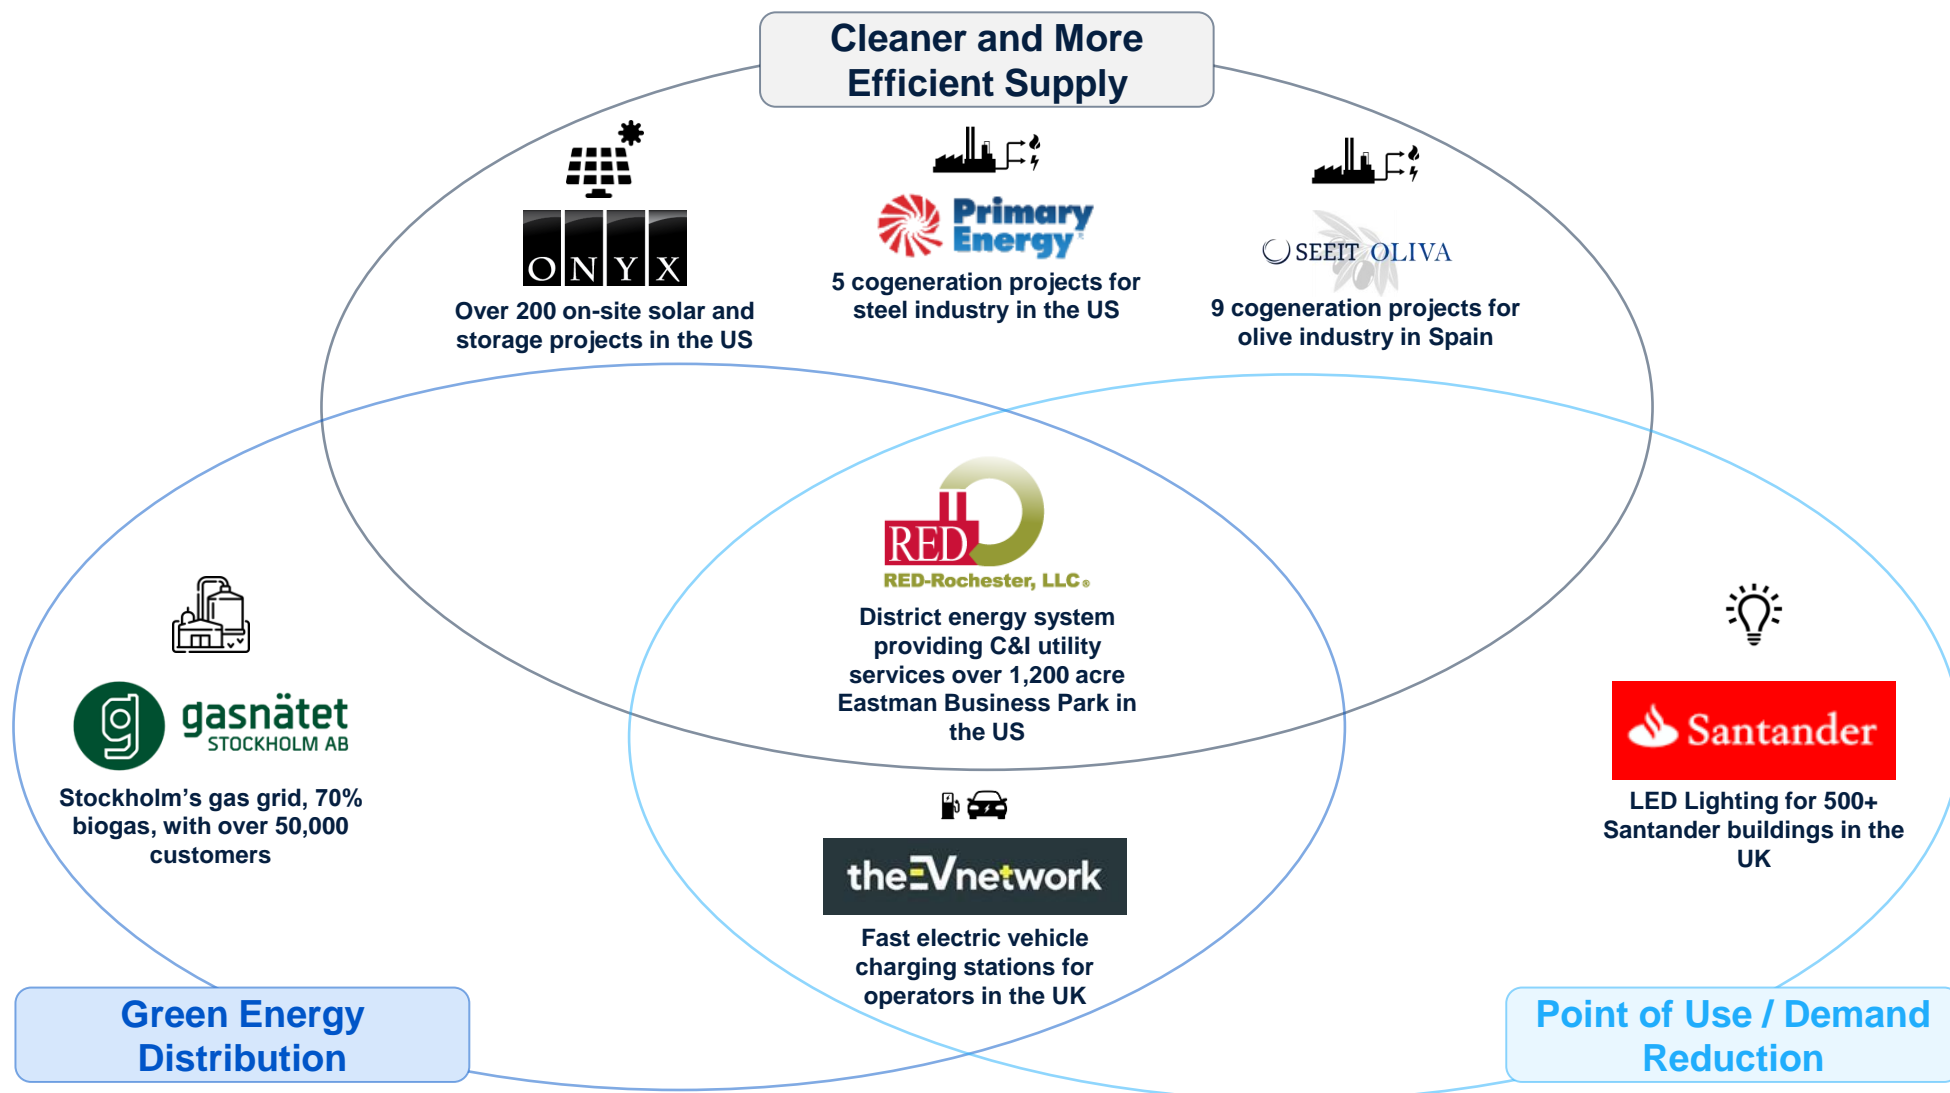 Cleaner and More
Efficient Supply
ONYX
Over 200 on-site solar and
storage projects in the US
Primary
Energy®
5 cogeneration projects for
steel industry in the US
SEEIT OLIVA
9 cogeneration projects for
olive industry in Spain
RED
RED-Rochester, LLC®
District energy system
providing C&I utility
services over 1,200 acre
Eastman Business Park in
the US
g gasnätet
STOCKHOLM AB
Stockholm’s gas grid, 70%
biogas, with over 50,000
customers
Santander
LED Lighting for 500+
Santander buildings in the
UK
theEVnetwork
Fast electric vehicle
charging stations for
operators in the UK
Green Energy
Distribution
Point of Use / Demand
Reduction